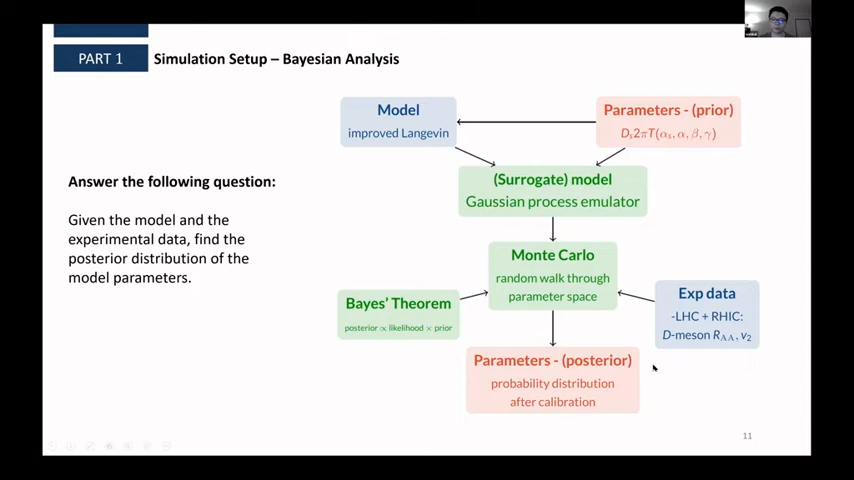 PART 1
Simulation Setup – Bayesian Analysis
Answer the following question:
Given the model and the
experimental data, find the
posterior distribution of the
model parameters.
Model
improved Langevin
Parameters - (prior)
Dₛ2πT(αₛ, α, β, γ)
(Surrogate) model
Gaussian process emulator
Monte Carlo
random walk through
parameter space
Bayes' Theorem
posterior ∝ likelihood × prior
Exp data
-LHC + RHIC:
D-meson R_AA, v₂
Parameters - (posterior)
probability distribution
after calibration
11